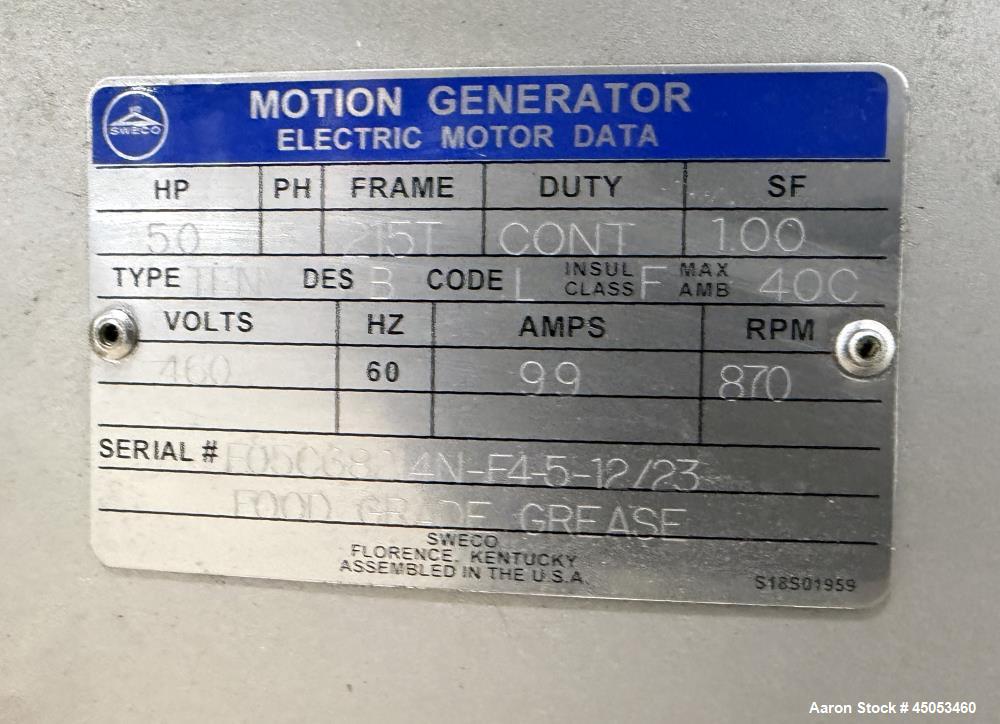 SWECO
MOTION GENERATOR
ELECTRIC MOTOR DATA
HP PH FRAME DUTY SF
5.0 215T CONT 1.00
TYPE TENV DES B CODE L INSUL CLASS F MAX AMB 40C
VOLTS HZ AMPS RPM
460 60 9.9 870
SERIAL #
FOOD GRADE GREASE
SWECO
FLORENCE, KENTUCKY
ASSEMBLED IN THE U.S.A.
S18S01959
Aaron Stock # 45053460